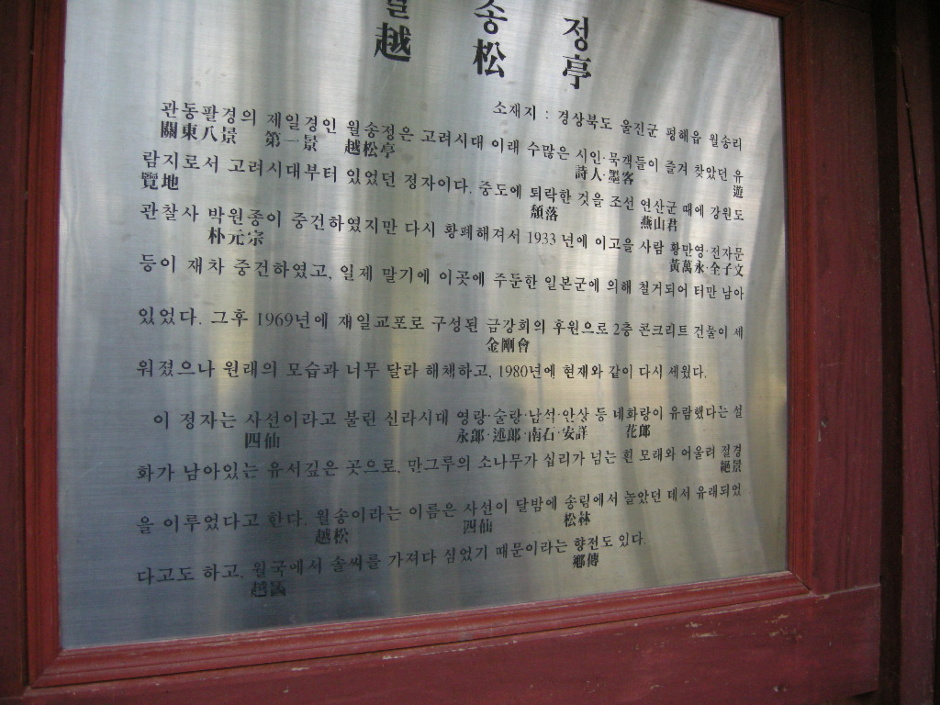 월송정
越松亭
소재지 : 경상북도 울진군 평해읍 월송리
관동팔경의 제일경인 월송정은 고려시대 이래 수많은 시인·묵객들이 즐겨 찾았던 유
關東八景 第一景 越松亭 詩人·墨客 遊
람지로서 고려시대부터 있었던 정자이다. 중도에 퇴락한 것을 조선 연산군 때에 강원도
覽地 頹落 燕山君
관찰사 박원종이 중건하였지만 다시 황폐해져서 1933년에 이고을 사람 황만영·전자문
朴元宗 黃萬永·全子文
등이 재차 중건하였고, 일제 말기에 이곳에 주둔한 일본군에 의해 철거되어 터만 남아
있었다. 그후 1969년에 재일교포로 구성된 금강회의 후원으로 2층 콘크리트 건물이 세
金剛會
워졌으나 원래의 모습과 너무 달라 해책하고, 1980년에 현재와 같이 다시 세웠다.
이 정자는 사선이라고 불린 신라시대 영랑·술랑·남석·안상 등 네화랑이 유람했다는 설
四仙 永郞·述郞·南石·安詳 花郞
화가 남아있는 유서깊은 곳으로, 만그루의 소나무가 십리가 넘는 흰 모래와 어울려 절경
絕景
을 이루었다고 한다. 월송이라는 이름은 사선이 달밤에 송림에서 놀았던 데서 유래되었
越松 四仙 松林
다고도 하고, 월국에서 솔씨를 가져다 심었기 때문이라는 향전도 있다.
越國 鄕傳